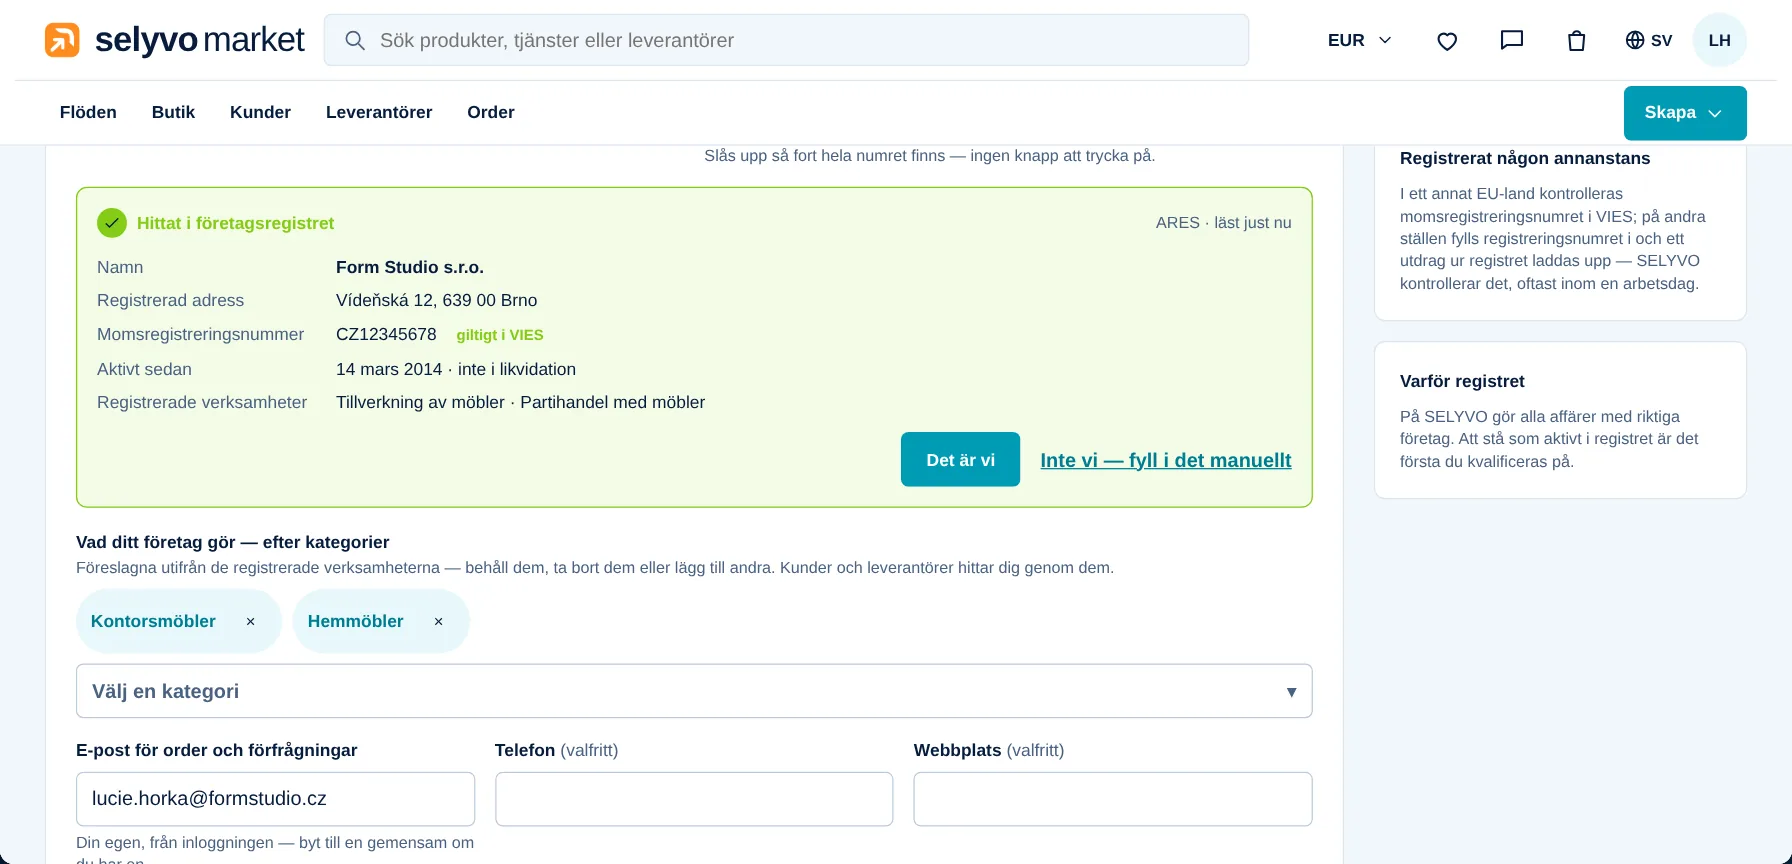 selyvo market
Sök produkter, tjänster eller leverantörer
EUR
SV
LH
Flöden
Butik
Kunder
Leverantörer
Order
Skapa
Slås upp så fort hela numret finns — ingen knapp att trycka på.
Hittat i företagsregistret
ARES · läst just nu
Namn
Form Studio s.r.o.
Registrerad adress
Vídeňská 12, 639 00 Brno
Momsregistreringsnummer
CZ12345678 giltigt i VIES
Aktivt sedan
14 mars 2014 · inte i likvidation
Registrerade verksamheter
Tillverkning av möbler · Partihandel med möbler
Det är vi
Inte vi — fyll i det manuellt
Vad ditt företag gör — efter kategorier
Föreslagna utifrån de registrerade verksamheterna — behåll dem, ta bort dem eller lägg till andra. Kunder och leverantörer hittar dig genom dem.
Kontorsmöbler ×
Hemmöbler ×
Välj en kategori
E-post för order och förfrågningar
lucie.horka@formstudio.cz
Din egen, från inloggningen — byt till en gemensam om
du har en
Telefon (valfritt)
Webbplats (valfritt)
Registrerat någon annanstans
I ett annat EU-land kontrolleras
momsregistreringsnumret i VIES; på andra
ställen fylls registreringsnumret i och ett
utdrag ur registret laddas upp — SELYVO
kontrollerar det, oftast inom en arbetsdag.
Varför registret
På SELYVO gör alla affärer med riktiga
företag. Att stå som aktivt i registret är det
första du kvalificeras på.